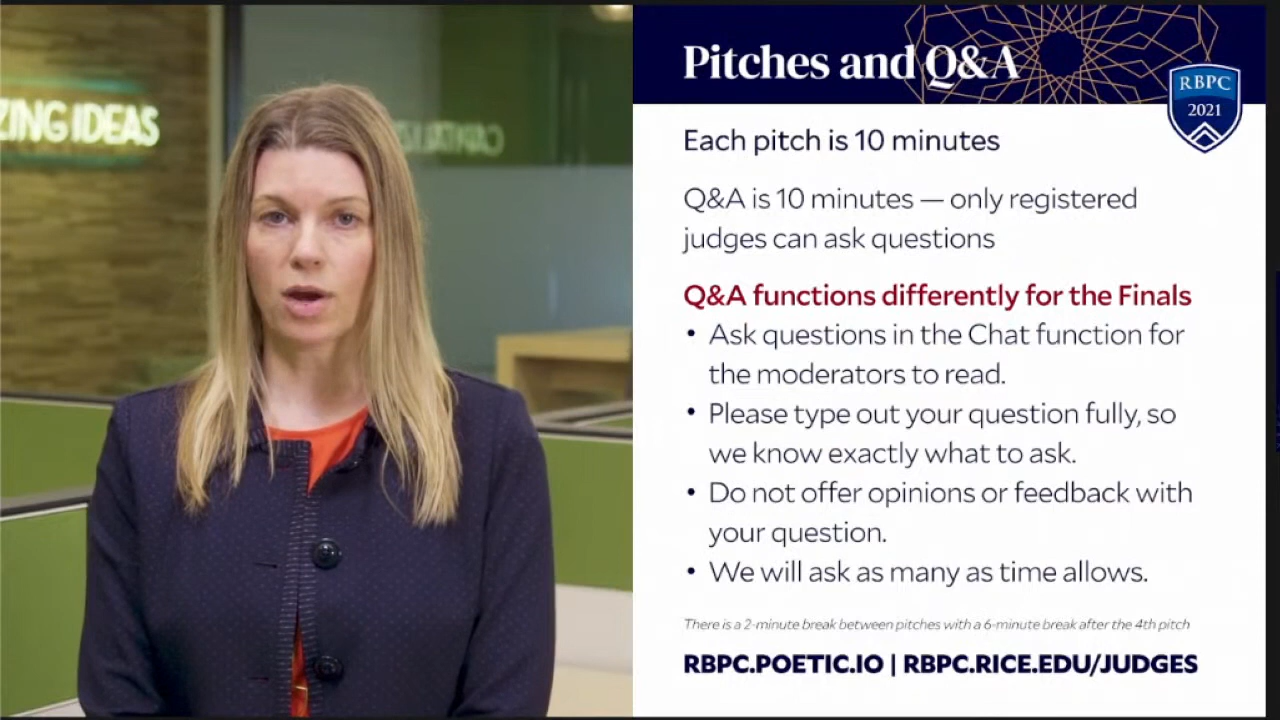 ZING IDEAS
Pitches and Q&A
RBPC
2021
Each pitch is 10 minutes
Q&A is 10 minutes — only registered
judges can ask questions
Q&A functions differently for the Finals
• Ask questions in the Chat function for
the moderators to read.
• Please type out your question fully, so
we know exactly what to ask.
• Do not offer opinions or feedback with
your question.
• We will ask as many as time allows.
There is a 2-minute break between pitches with a 6-minute break after the 4th pitch
RBPC.POETIC.IO | RBPC.RICE.EDU/JUDGES